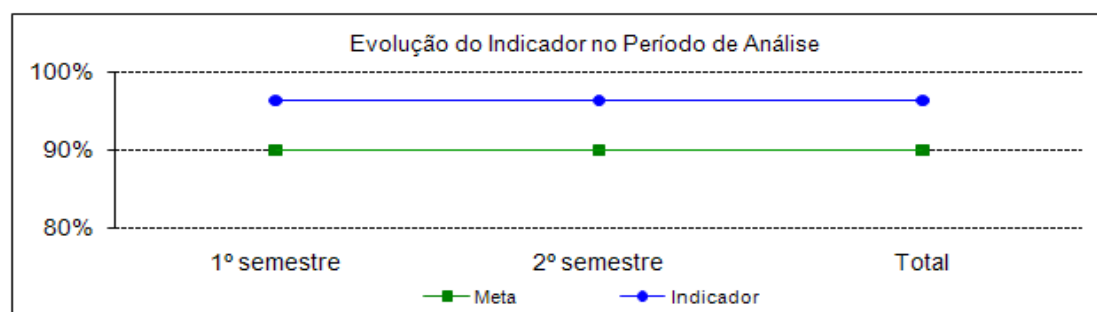 Evolução do Indicador no Período de Análise
100%
90%
80%
1º semestre 2º semestre Total
Meta Indicador